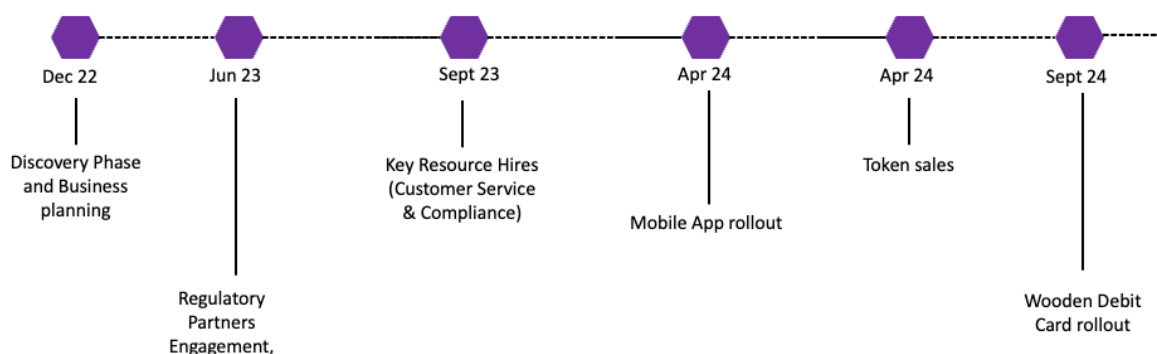 Dec 22
Jun 23
Sept 23
Apr 24
Apr 24
Sept 24
Discovery Phase
and Business
planning
Regulatory
Partners
Engagement,
Key Resource Hires
(Customer Service
& Compliance)
Mobile App rollout
Token sales
Wooden Debit
Card rollout